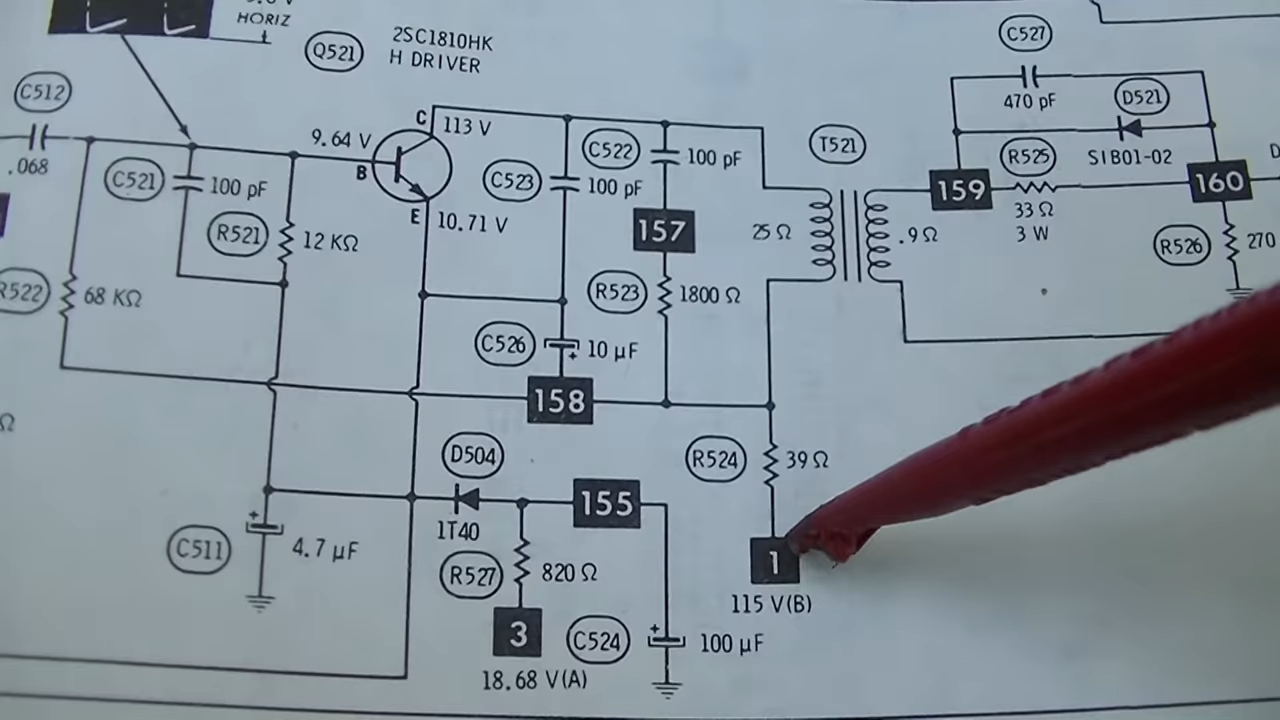 HORIZ
Q521
2SC1810HK
H DRIVER
C512
.068
C521
100 pF
R521
12 KΩ
R522
68 KΩ
9.64 V
B
C
113 V
E
10.71 V
C523
100 pF
C522
100 pF
157
R523
1800 Ω
C526
10 µF
158
T521
25 Ω
.9 Ω
C527
470 pF
D521
SIB01-02
159
R525
33 Ω
3 W
160
R526
270
R524
39 Ω
1
115 V(B)
D504
1T40
155
R527
820 Ω
3
18.68 V(A)
C524
100 µF
C511
4.7 µF
Ω